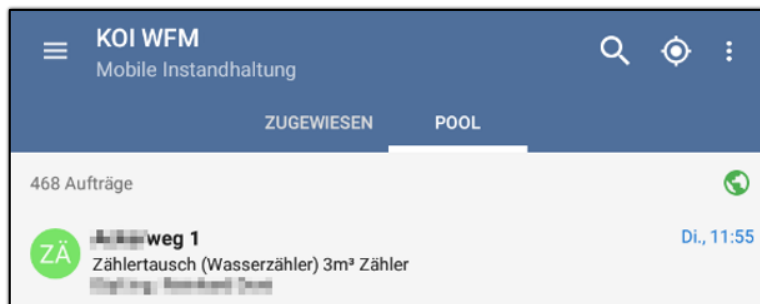 KOI WFM
Mobile Instandhaltung
ZUGEWIESEN POOL
468 Aufträge
ZÄ weg 1 Di., 11:55
Zählertausch (Wasserzähler) 3m³ Zähler